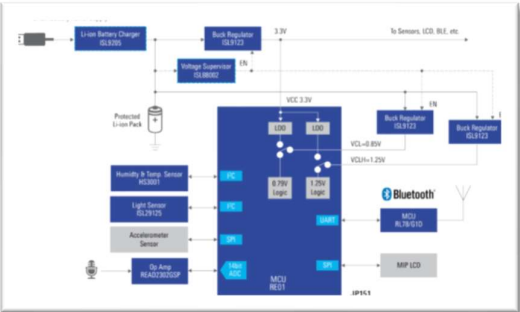 Li-ion Battery Charger
ISL9205
Buck Regulator
ISL9123
3.3V
To Sensors, LCD, BLE, etc
Voltage Supervisor
ISL88002
EN
VCC 3.3V
Protected
Li-ion Pack
LDO
LDO
Buck Regulator
ISL9123
EN
Buck Regulator
ISL9123
E
VCL=0.85V
VCLH=1.25V
Humidity & Temp. Sensor
HS3001
I²C
0.78V
Logic
1.25V
Logic
Light Sensor
ISL29125
I²C
Bluetooth®
UART
MCU
RL78/G1D
Accelerometer
Sensor
SPI
Op Amp
READ2302GSP
14bit
ADC
SPI
MIP LCD
MCU
RE01